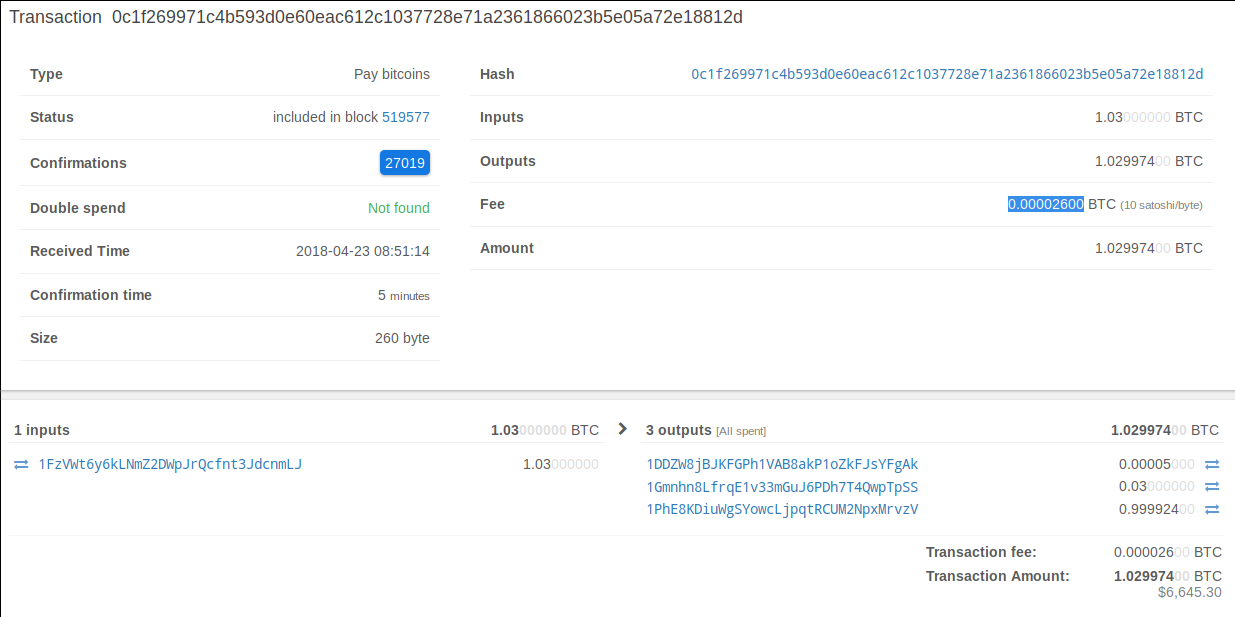 Transaction 0c1f269971c4b593d0e60eac612c1037728e71a2361866023b5e05a72e18812d
Type Pay bitcoins
Status included in block 519577
Confirmations 27019
Double spend Not found
Received Time 2018-04-23 08:51:14
Confirmation time 5 minutes
Size 260 byte
Hash 0c1f269971c4b593d0e60eac612c1037728e71a2361866023b5e05a72e18812d
Inputs 1.03000000 BTC
Outputs 1.02997400 BTC
Fee 0.00002600 BTC (10 satoshi/byte)
Amount 1.02997400 BTC
1 inputs 1.03000000 BTC
1FzVWt6y6kLNmZ2DWpJrQcfnt3JdcnmLJ 1.03000000
3 outputs [All spent] 1.02997400 BTC
1DDZW8jBJKFGPh1VAB8akP1oZkFJsYFgAk 0.00005000
1Gmnhn8LfrqE1v33mGuJ6PDh7T4QwpTpSS 0.03000000
1PhE8KDiuWgSYowcLjpqtRCUM2NpxMrvzV 0.99992400
Transaction fee: 0.00002600 BTC
Transaction Amount: 1.02997400 BTC
$6,645.30